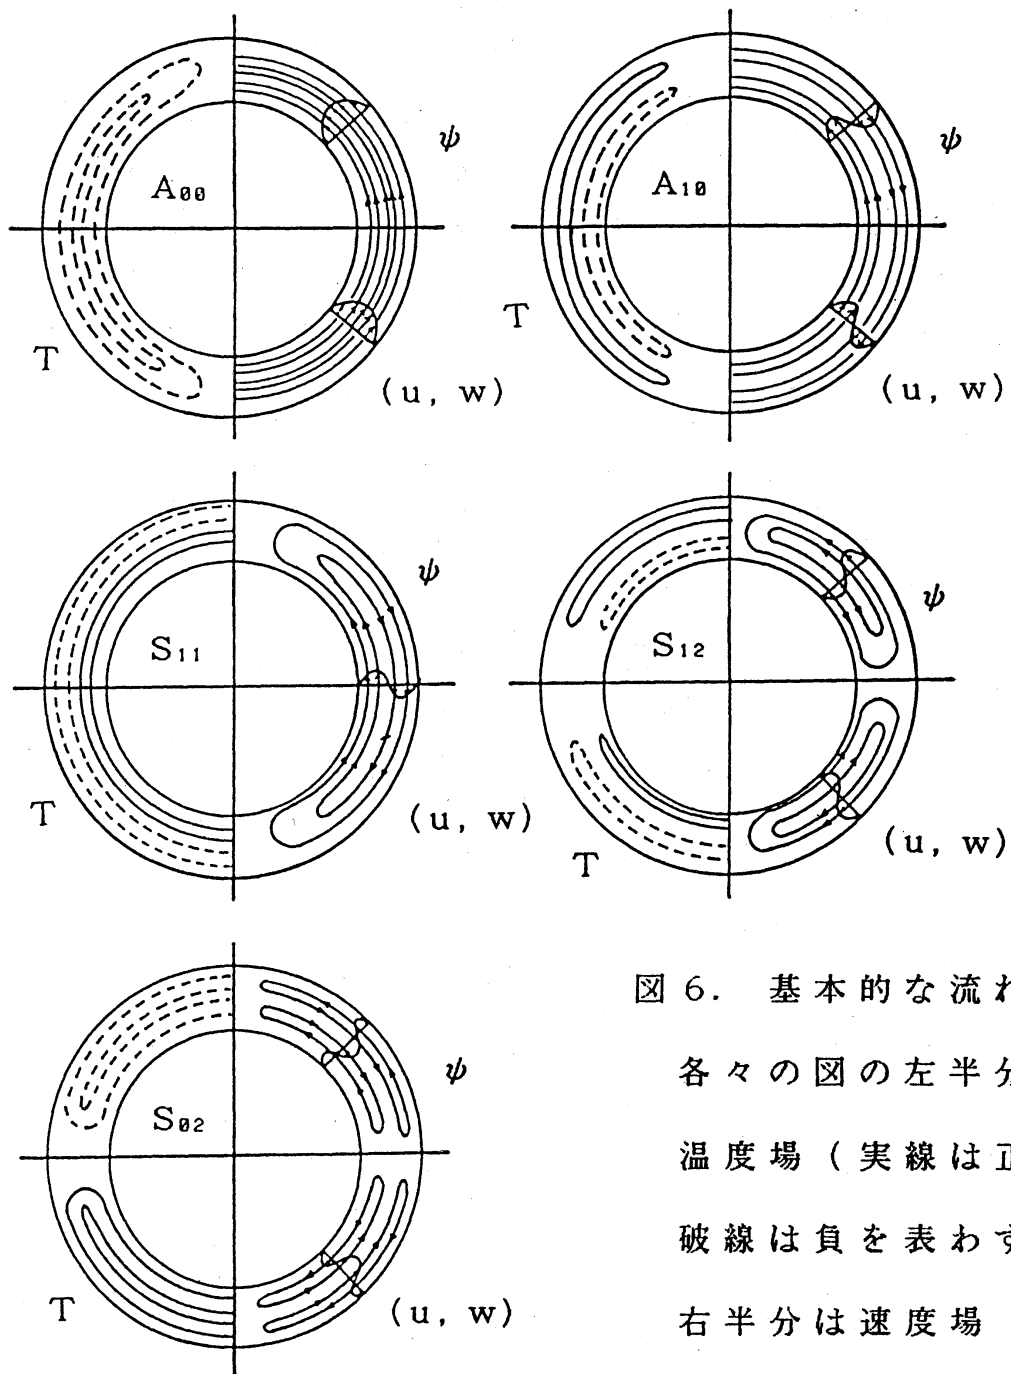 A₀₀
ψ
T
(u, w)
A₁₀
ψ
T
(u, w)
S₁₁
ψ
T
(u, w)
S₁₂
ψ
T
(u, w)
S₀₂
ψ
T
(u, w)
図 6. 基本的な流れ
各々の図の左半分
温度場 (実線は正
破線は負を表わす
右半分は速度場